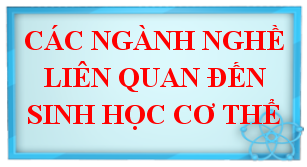 CÁC NGÀNH NGHỀ
LIÊN QUAN ĐẾN
SINH HỌC CƠ THỂ